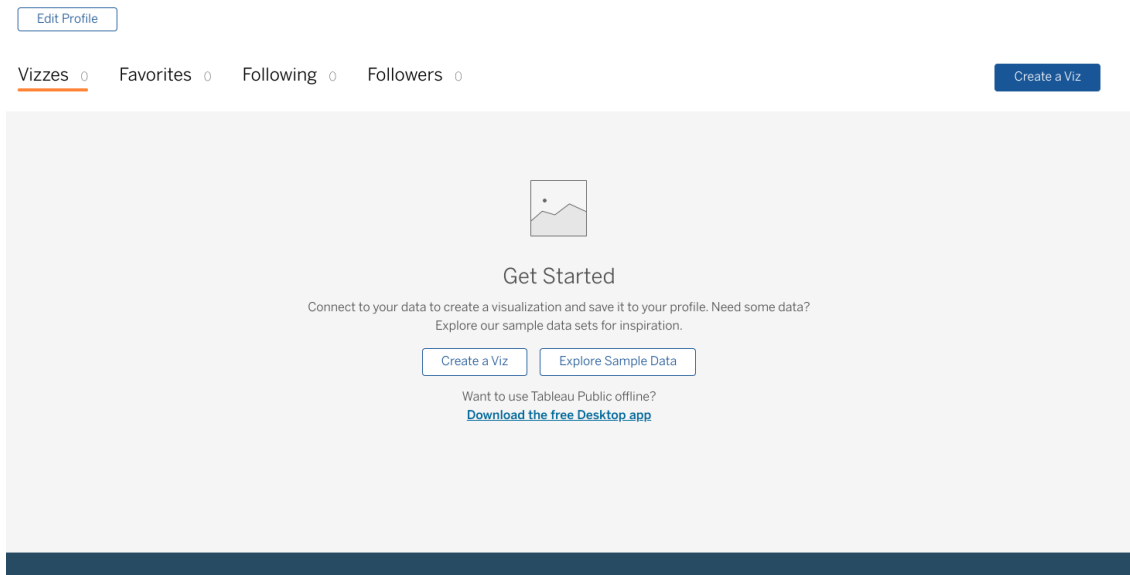 Edit Profile
Vizzes 0 Favorites 0 Following 0 Followers 0
Create a Viz
Get Started
Connect to your data to create a visualization and save it to your profile. Need some data?
Explore our sample data sets for inspiration.
Create a Viz Explore Sample Data
Want to use Tableau Public offline?
Download the free Desktop app